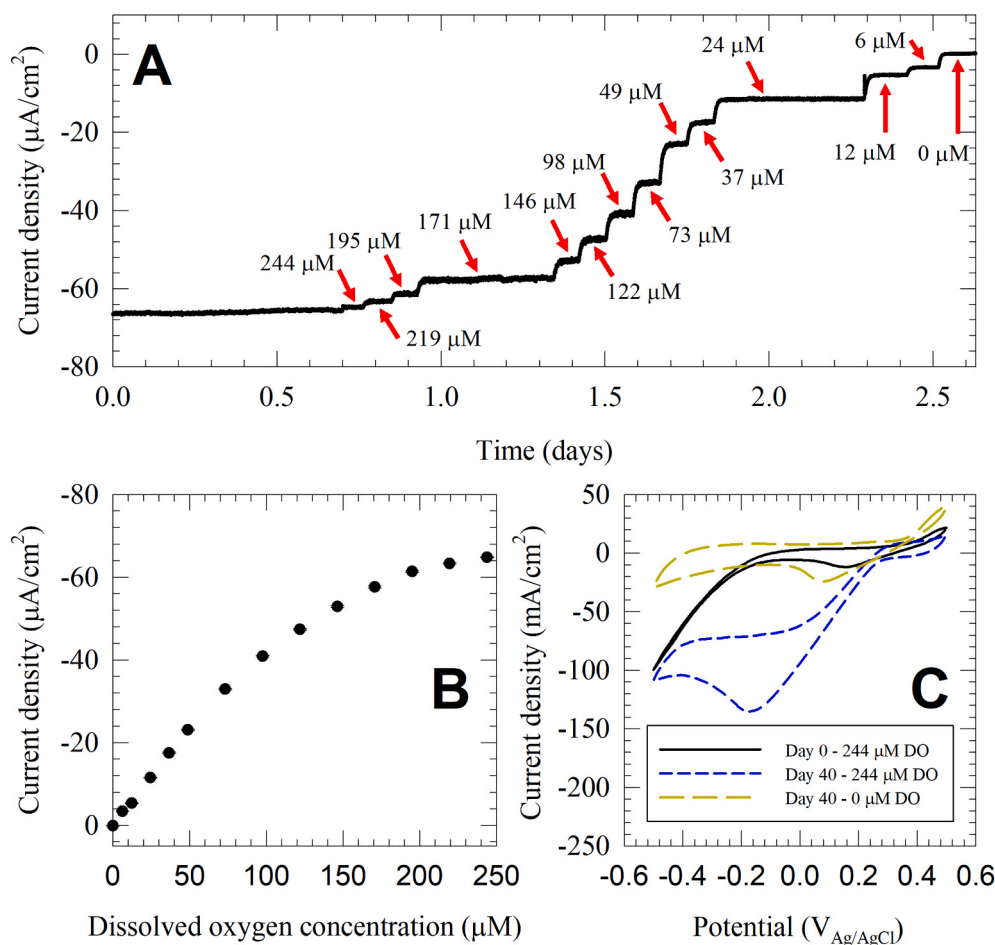 A
Current density (μA/cm2)
0
-20
-40
-60
-80
244 μM
195 μM
219 μM
171 μM
146 μM
122 μM
98 μM
73 μM
49 μM
37 μM
24 μM
12 μM
6 μM
0 μM
0.0 0.5 1.0 1.5 2.0 2.5
Time (days)
B
Current density (μA/cm²)
-80
-60
-40
-20
0
0 50 100 150 200 250
Dissolved oxygen concentration (μM)
C
Current density (mA/cm²)
50
0
-50
-100
-150
-200
-250
Day 0 - 244 μM DO
Day 40 - 244 μM DO
Day 40 - 0 μM DO
-0.6 -0.4 -0.2 0.0 0.2 0.4 0.6
Potential (V Ag/AgCl)